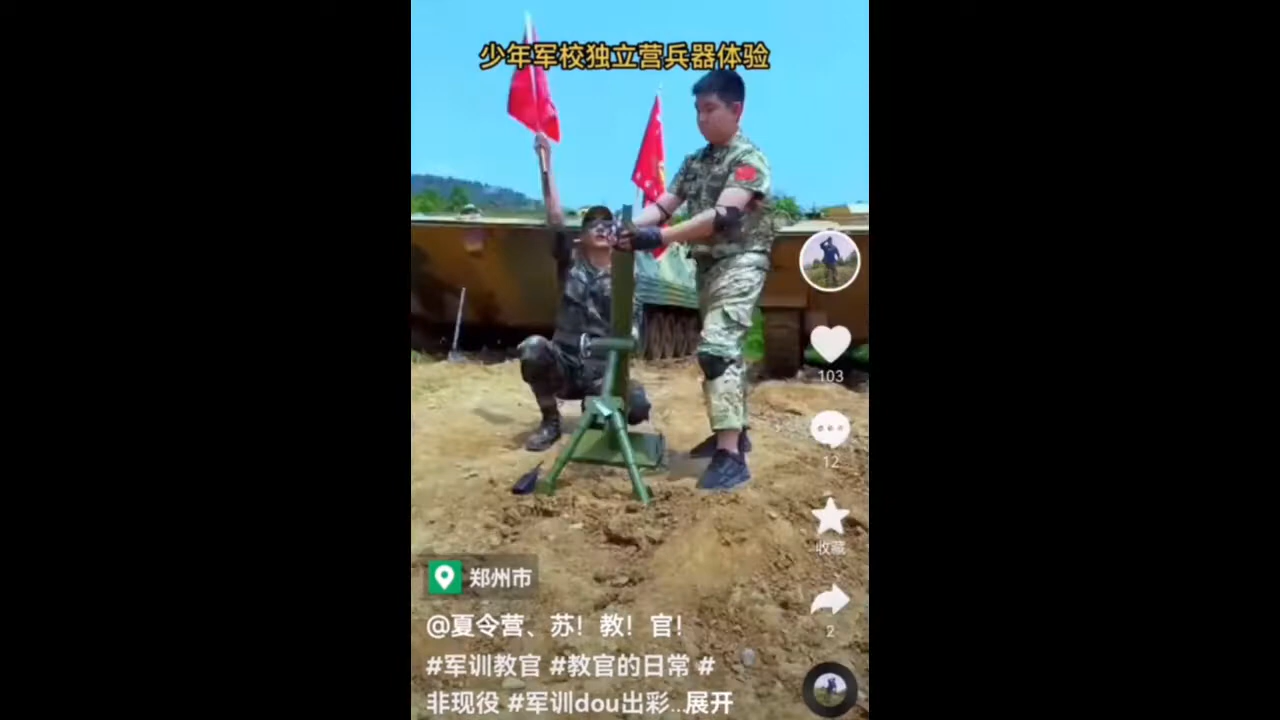 少年军校独立营兵器体验
103
12
收藏
2
郑州市
@夏令营、苏！教！官！
#军训教官 #教官的日常 #
非现役 #军训dou出彩...展开